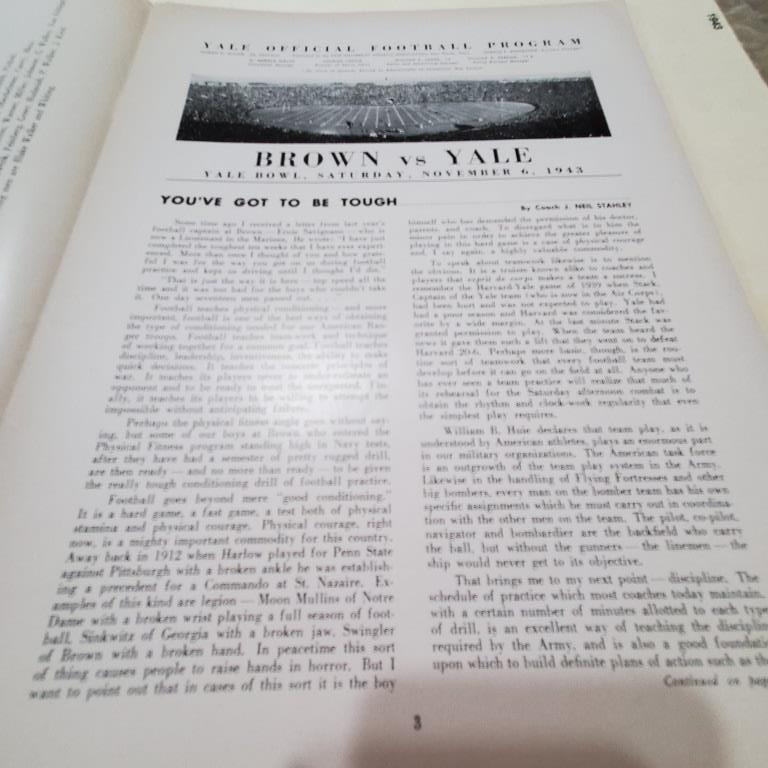 1943
YALE OFFICIAL FOOTBALL PROGRAM
BROWN vs YALE
YALE BOWL, SATURDAY, NOVEMBER 6, 1943
YOU'VE GOT TO BE TOUGH
By Coach J. NEIL STAHLEY
Some time ago I received a letter from last year's
football captain at Brown — Ernie Savignano — who is
now a Lieutenant in the Marines. He wrote: "I have just
completed the toughest ten weeks that I have ever experi-
enced. More than once I thought of you and how grate-
ful I was for the way you got on us during football
practice and kept us driving until I thought I'd die."
"That is just the way it is here — top speed all the
time and it was not bad for the boys who couldn't take
it. One day seventeen men passed out. . . ."
Football teaches physical conditioning — and more
important, football is one of the best ways of obtaining
the type of conditioning needed for our American Ran-
ger troops. Football teaches team-work and technique
of working together for a common goal. Football teaches
discipline, leadership, inventiveness, the ability to make
quick decisions. It teaches the concrete principles of
war. It teaches its players never to underestimate an
opponent and to be ready to meet the unexpected. Fin-
ally, it teaches its players to be willing to attempt the
impossible without anticipating failure.
Perhaps the physical fitness angle goes without say-
ing, but some of our boys at Brown who entered the
Physical Fitness program standing high in Navy tests,
after they have had a semester of pretty rugged drill,
are then ready — and no more than ready — to be given
the really tough conditioning drill of football practice.
Football goes beyond mere "good conditioning."
It is a hard game, a fast game, a test both of physical
stamina and physical courage. Physical courage, right
now, is a mighty important commodity for this country.
Away back in 1912 when Harlow played for Penn State
against Pittsburgh with a broken ankle he was establish-
ing a precedent for a Commando at St. Nazaire. Ex-
amples of this kind are legion — Moon Mullins of Notre
Dame with a broken wrist playing a full season of foot-
ball, Sinkwitz of Georgia with a broken jaw, Swingler
of Brown with a broken hand. In peacetime this sort
of thing causes people to raise hands in horror. But I
want to point out that in cases of this sort it is the boy
himself who has demanded the permission of his doctor,
parents, and coach. To disregard what is to him the
minor pain in order to achieve the greater pleasure of
playing in this hard game is a case of physical courage
and, I say again, a highly valuable commodity.
To speak about teamwork likewise is to mention
the obvious. It is a truism known alike to coaches and
players that esprit de corps makes a team a success. I
remember the Harvard-Yale game of 1939 when Stack,
Captain of the Yale team (who is now in the Air Corps),
had been hurt and was not expected to play. Yale had
had a poor season and Harvard was considered the fav-
orite by a wide margin. At the last minute Stack was
granted permission to play. When the team heard the
news it gave them such a lift that they went on to defeat
Harvard 20-6. Perhaps more basic, though, is the rou-
tine sort of teamwork that every football team must
develop before it can go on the field at all. Anyone who
has ever seen a team practice will realize that much of
its rehearsal for the Saturday afternoon combat is to
obtain the rhythm and clock-work regularity that even
the simplest play requires.
William B. Huie declares that team play, as it is
understood by American athletes, plays an enormous part
in our military organizations. The American task force
is an outgrowth of the team play system in the Army.
Likewise in the handling of Flying Fortresses and other
big bombers, every man on the bomber team has his own
specific assignments which he must carry out in coordina-
tion with the other men on the team. The pilot, co-pilot,
navigator and bombardier are the backfield who carry
the ball, but without the gunners — the linemen — the
ship would never get to its objective.
That brings me to my next point — discipline. The
schedule of practice which most coaches today maintain,
with a certain number of minutes allotted to each type
of drill, is an excellent way of teaching the discipline
required by the Army, and is also a good foundati
upon which to build definite plans of action such as th
Continued on pag
3